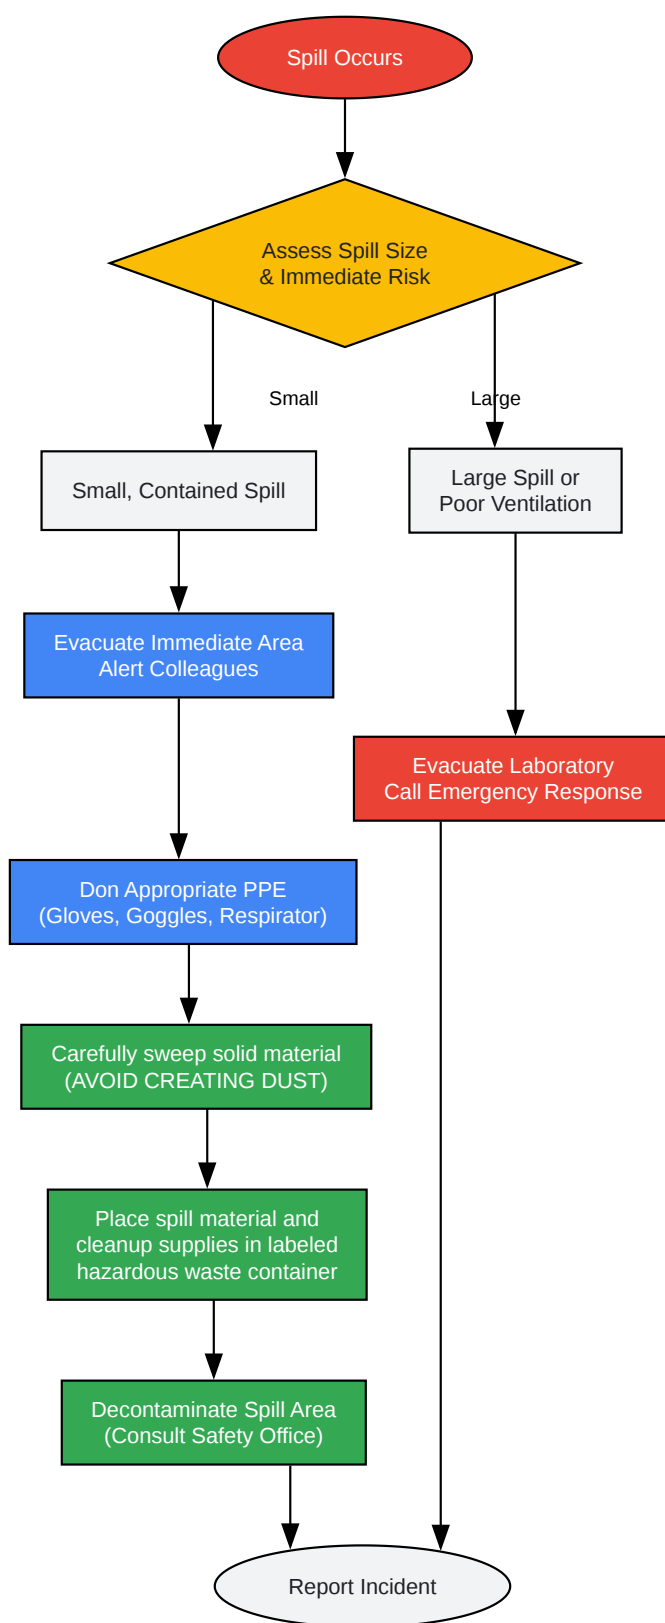 Spill Occurs
Assess Spill Size
& Immediate Risk
Small
Large
Small, Contained Spill
Large Spill or
Poor Ventilation
Evacuate Immediate Area
Alert Colleagues
Evacuate Laboratory
Call Emergency Response
Don Appropriate PPE
(Gloves, Goggles, Respirator)
Carefully sweep solid material
(AVOID CREATING DUST)
Place spill material and
cleanup supplies in labeled
hazardous waste container
Decontaminate Spill Area
(Consult Safety Office)
Report Incident